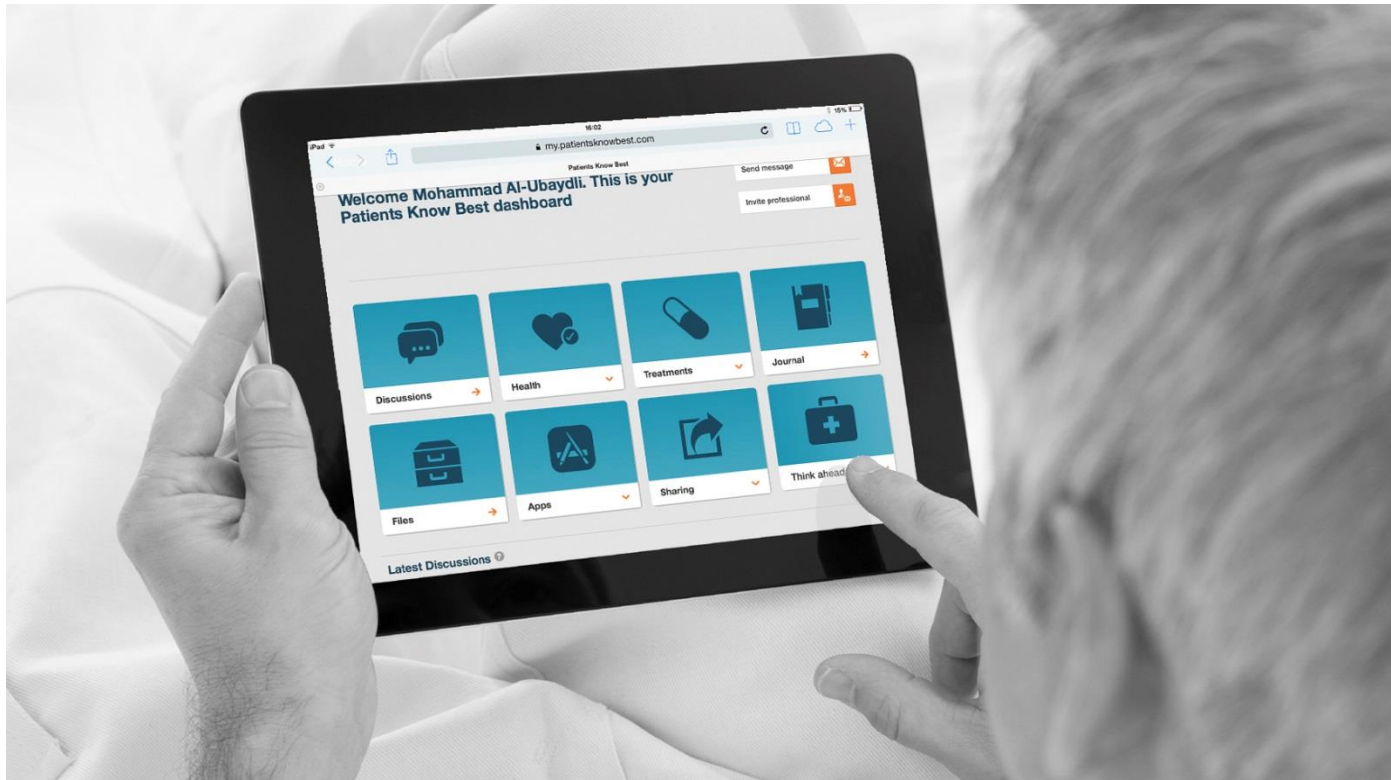 iPad
16:02
15%
my.patientsknowbest.com
Patients Know Best
Welcome Mohammad Al-Ubaydli. This is your
Patients Know Best dashboard
Send message
Invite professional
Discussions
Health
Treatments
Journal
Files
Apps
Sharing
Think ahead
Latest Discussions